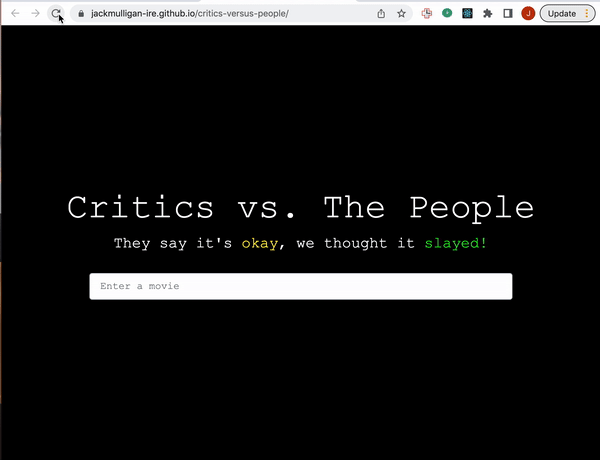 jackmulligan-ire.github.io/critics-versus-people/
J
Update
Critics vs. The People
They say it's okay, we thought it slayed!
Enter a movie